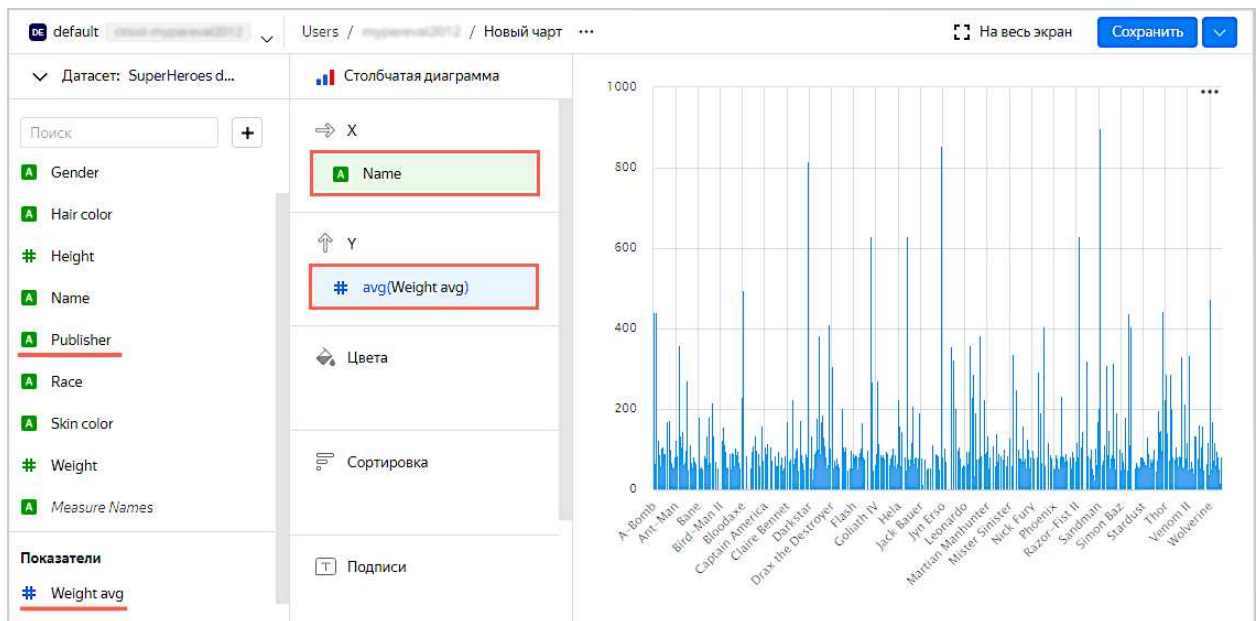 DE default
Users / / Новый чарт ...
На весь экран
Сохранить
Датасет: SuperHeroes d...
Столбчатая диаграмма
Поиск
+
A Gender
A Hair color
# Height
A Name
A Publisher
A Race
A Skin color
# Weight
A Measure Names
Показатели
# Weight avg
X
A Name
Y
# avg(Weight avg)
Цвета
Сортировка
T Подписи
1000
800
600
400
200
0
A-Bomb
Ant-Man
Bane
Bird-Man II
Bloodaxe
Captain America
Claire Bennet
Darkstar
Drax the Destroyer
Flash
Goliath IV
Hela
Jack Bauer
Jyn Erso
Leonardo
Martian Manhunter
Mister Sinister
Nick Fury
Phoenix
Razor-Fist II
Sandman
Simon Baz
Stardust
Thor
Venom II
Wolverine